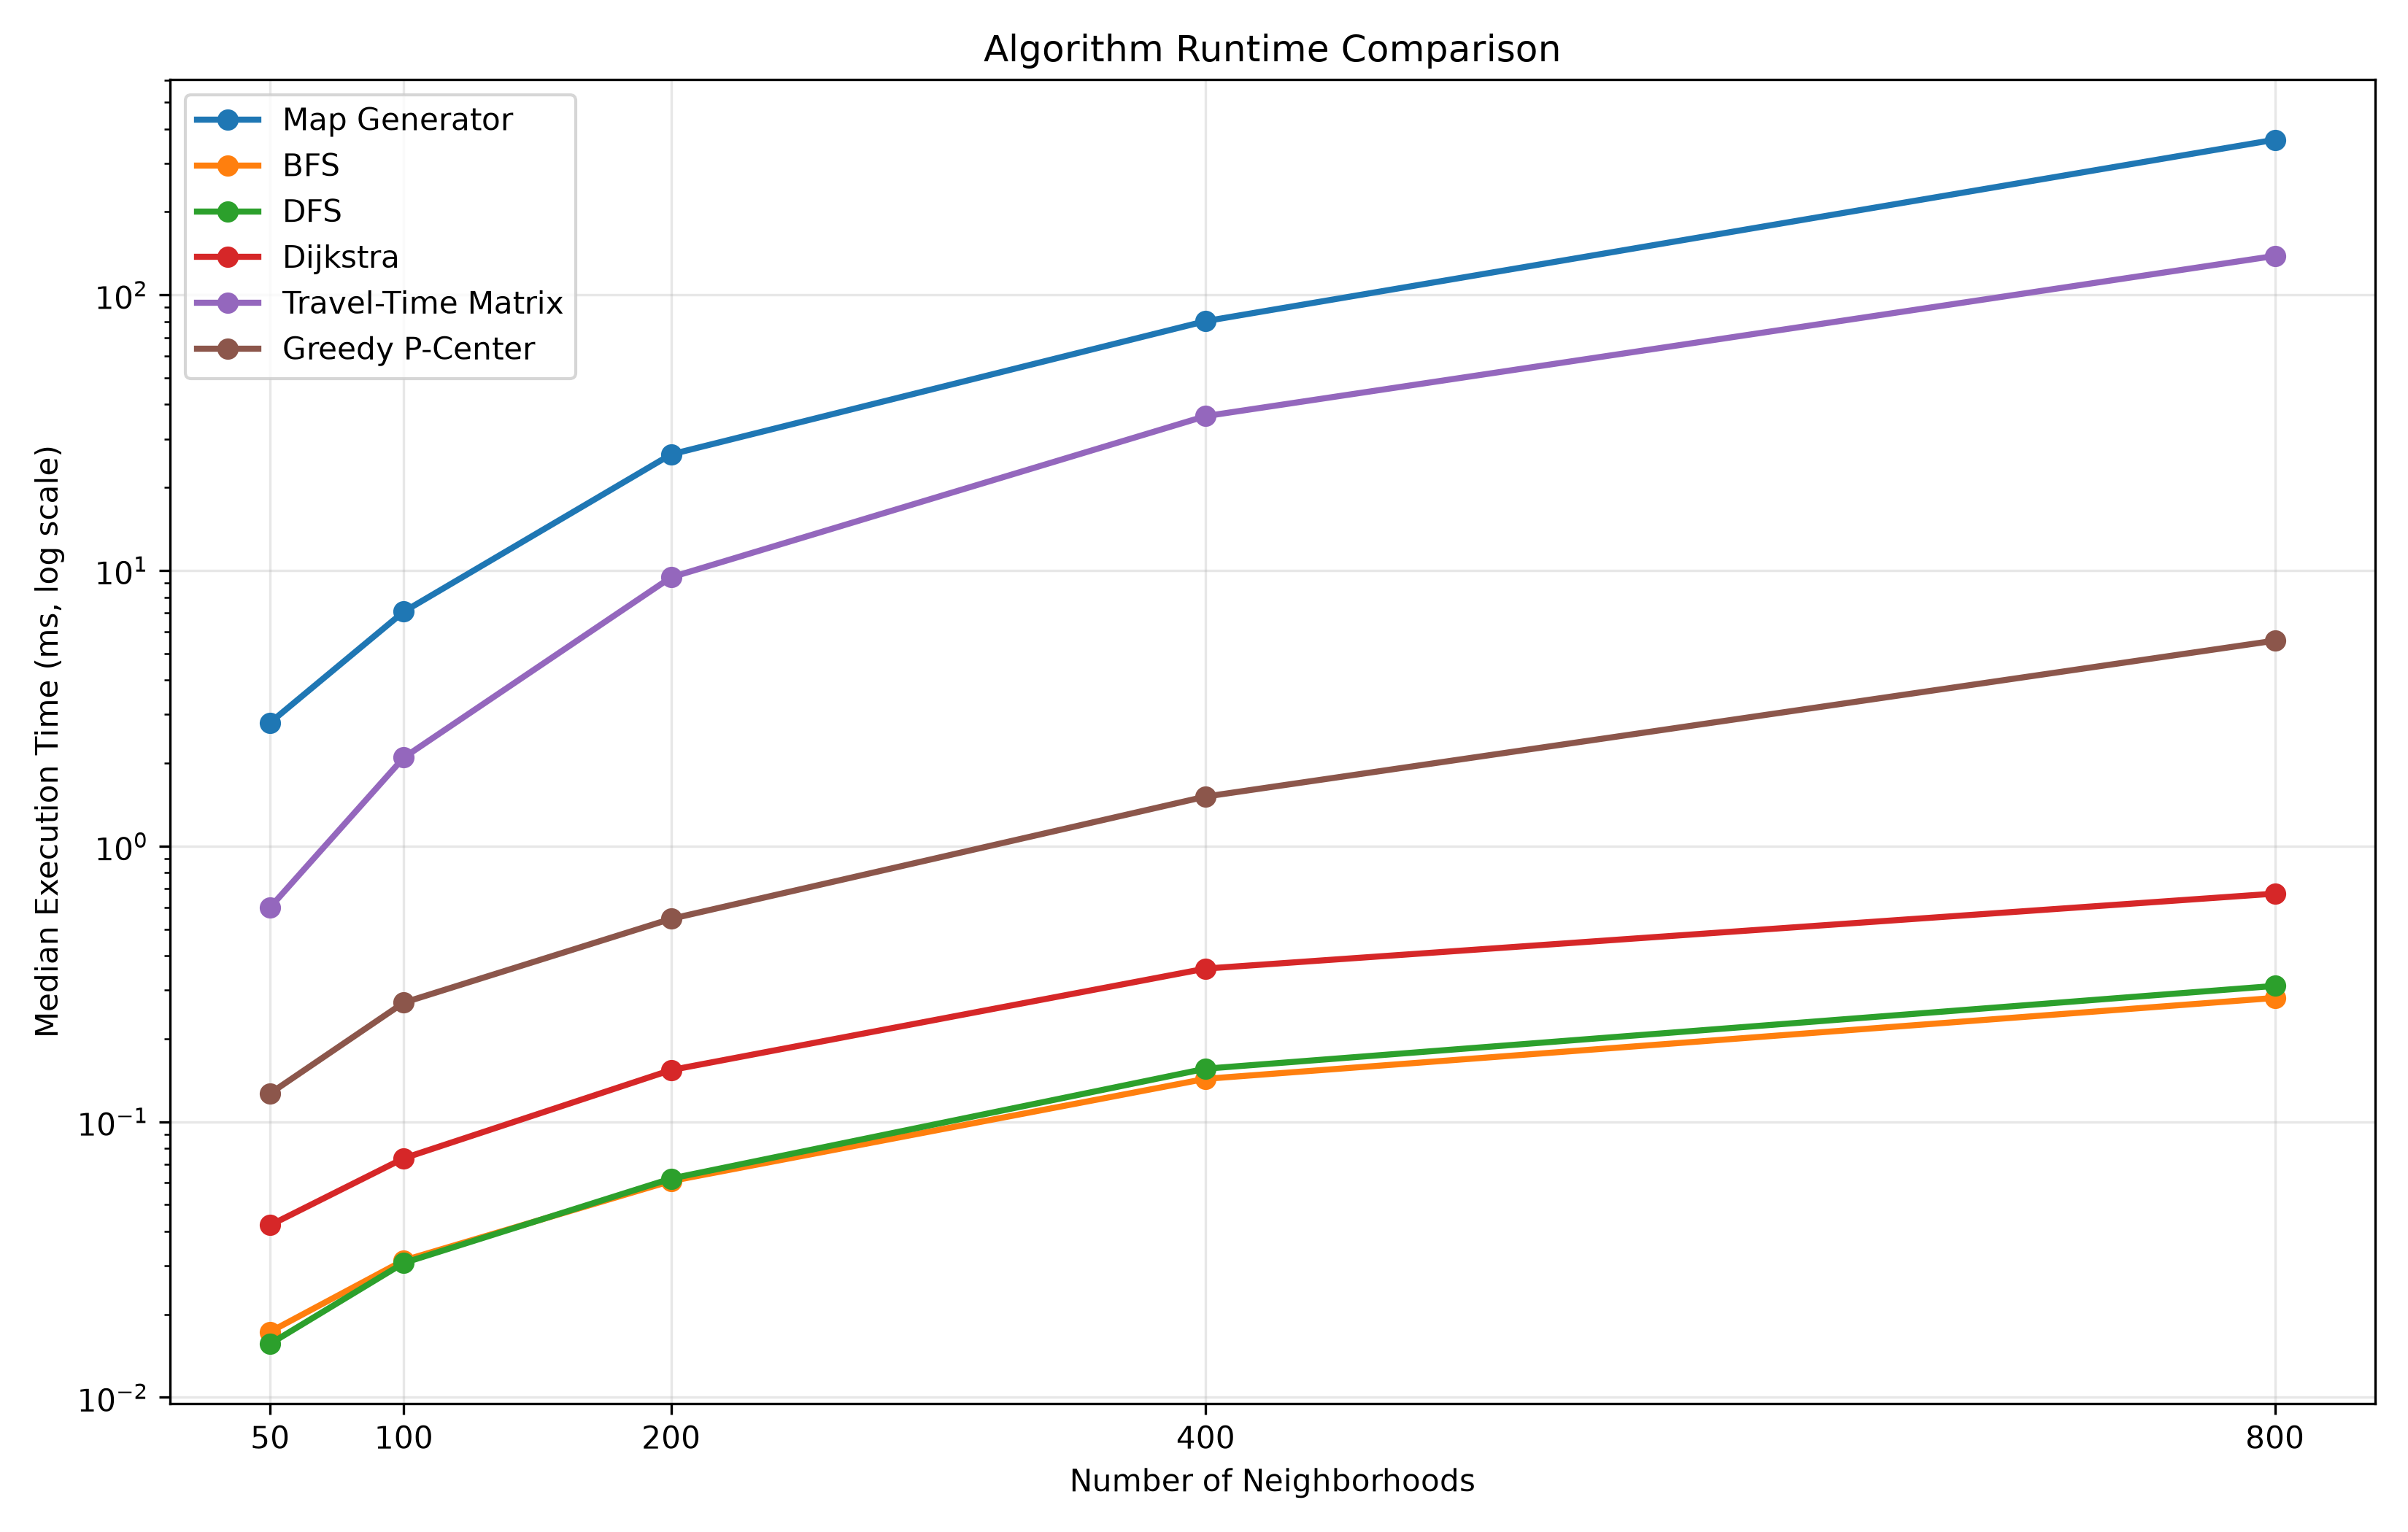 Algorithm Runtime Comparison
Map Generator
BFS
DFS
Dijkstra
Travel-Time Matrix
Greedy P-Center
Median Execution Time (ms, log scale)
10²
10¹
10⁰
10⁻¹
10⁻²
50 100 200 400 800
Number of Neighborhoods